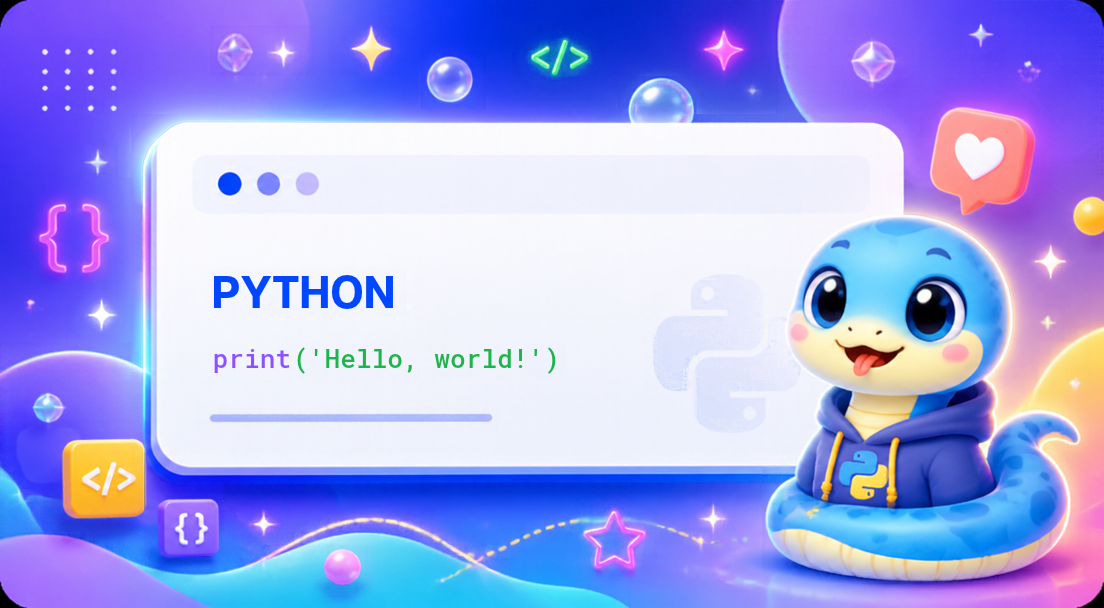 </>
{ }
PYTHON
print('Hello, world!')
</>
{ }